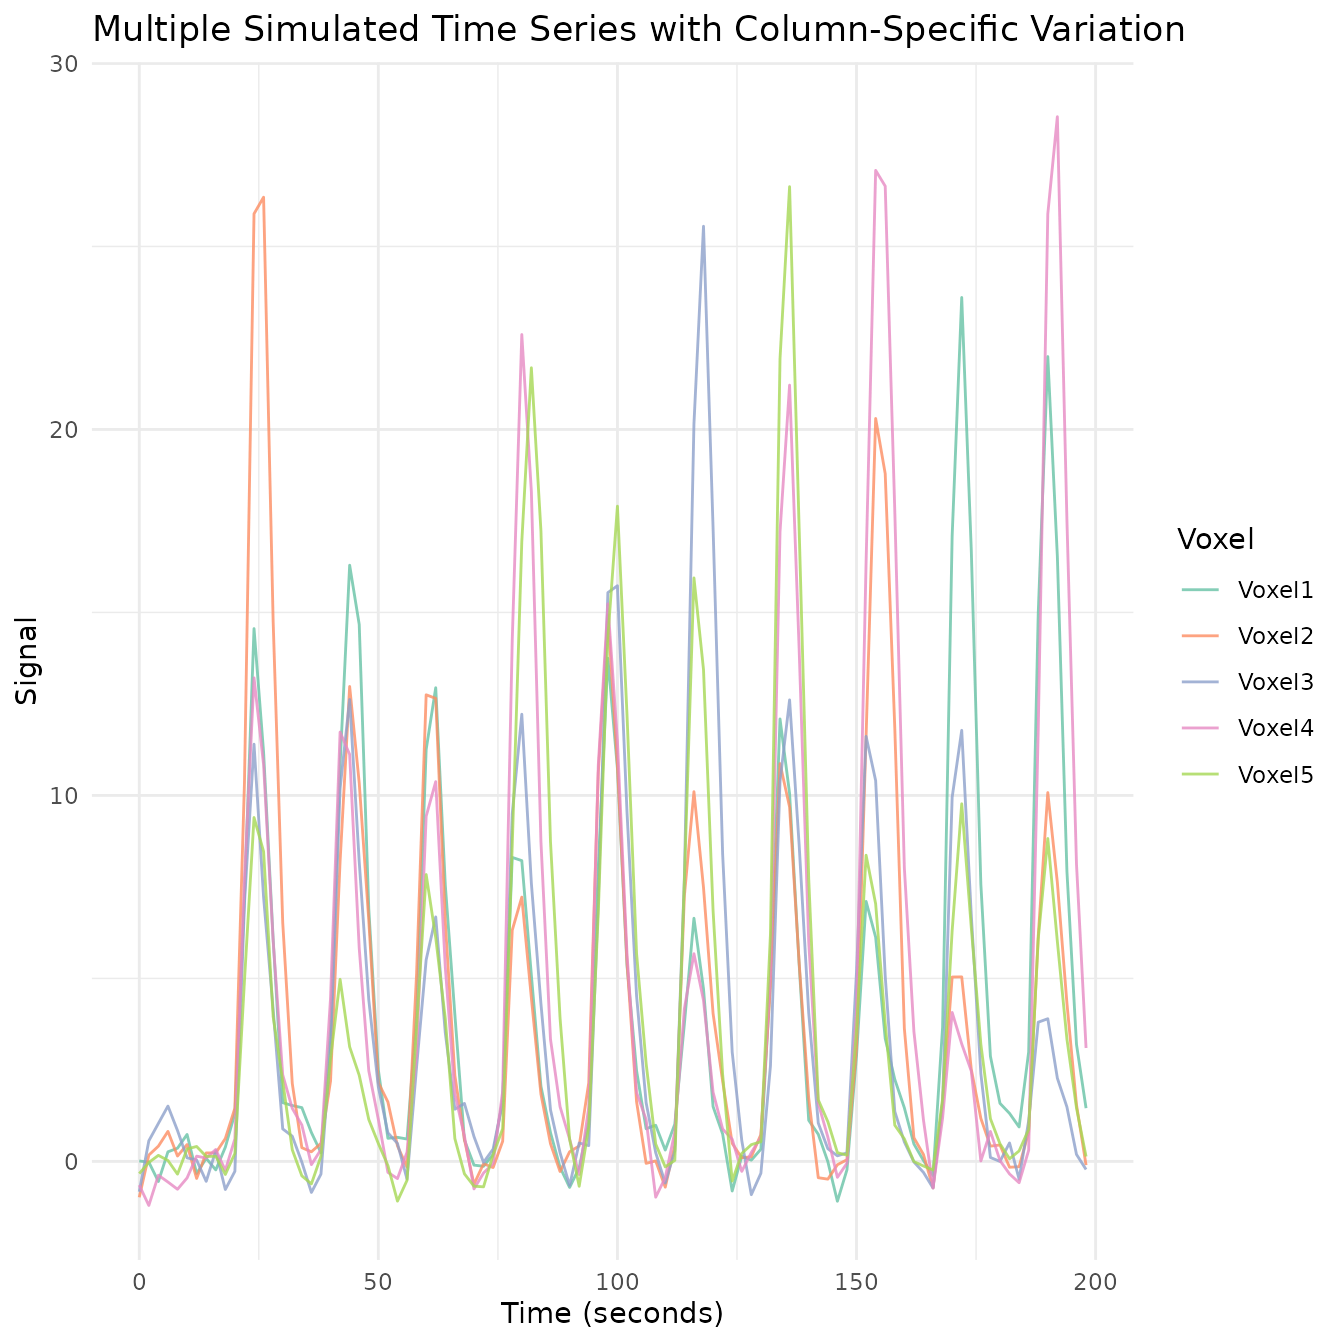 Multiple Simulated Time Series with Column-Specific Variation
30
20
10
0
Signal
0 50 100 150 200
Time (seconds)
Voxel
Voxel1
Voxel2
Voxel3
Voxel4
Voxel5